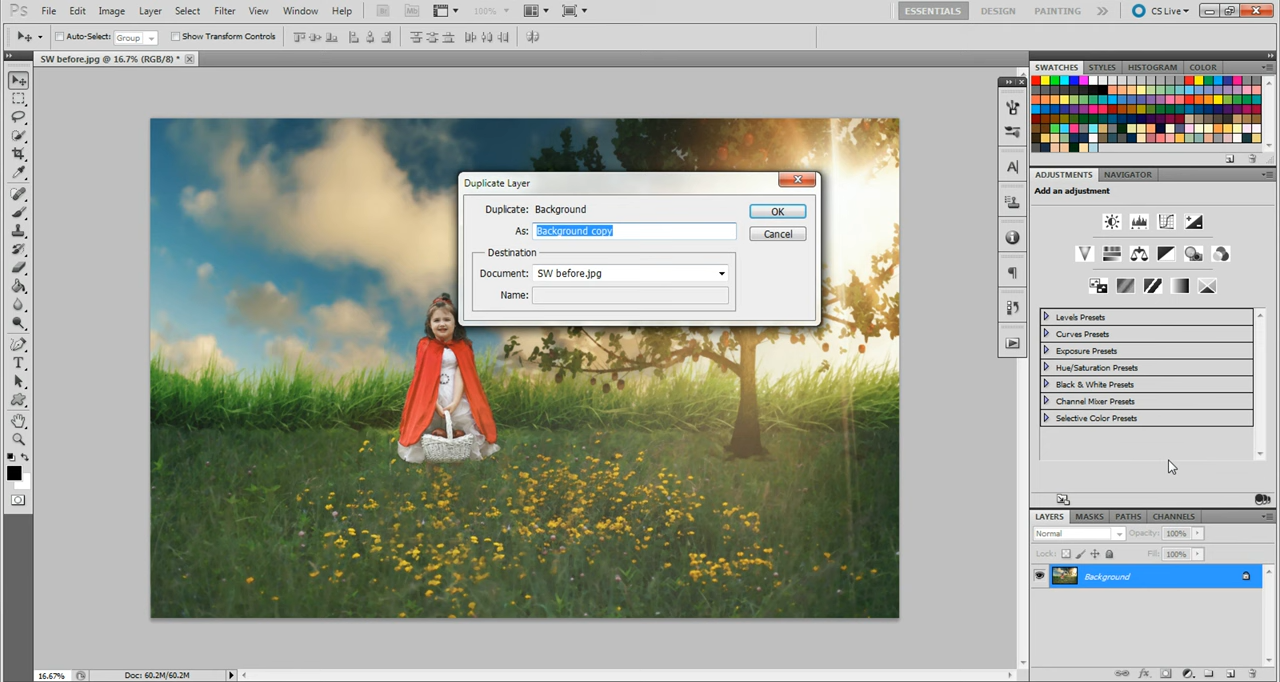 Ps File Edit Image Layer Select Filter View Window Help Br Mb 100% ESSENTIALS DESIGN PAINTING CS Live
Auto-Select: Group Show Transform Controls
SW before.jpg @ 16.7% (RGB/8) *
SWATCHES STYLES HISTOGRAM COLOR
ADJUSTMENTS NAVIGATOR
Add an adjustment
Duplicate Layer
Duplicate: Background
OK
As: Background copy
Cancel
Destination
Document: SW before.jpg
Name:
Levels Presets
Curves Presets
Exposure Presets
Hue/Saturation Presets
Black & White Presets
Channel Mixer Presets
Selective Color Presets
LAYERS MASKS PATHS CHANNELS
Normal Opacity: 100%
Lock: Fill: 100%
Background
16.67% Doc: 60.2M/60.2M